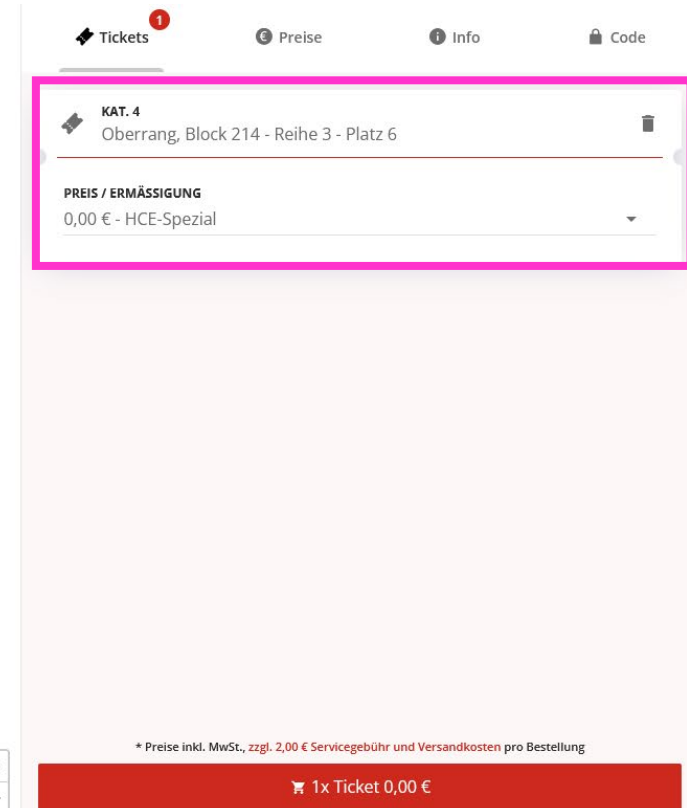 1
Tickets
Preise
Info
Code
KAT. 4
Oberrang, Block 214 - Reihe 3 - Platz 6
PREIS / ERMÄSSIGUNG
0,00 € - HCE-Spezial
* Preise inkl. MwSt., zzgl. 2,00 € Servicegebühr und Versandkosten pro Bestellung
1x Ticket 0,00 €